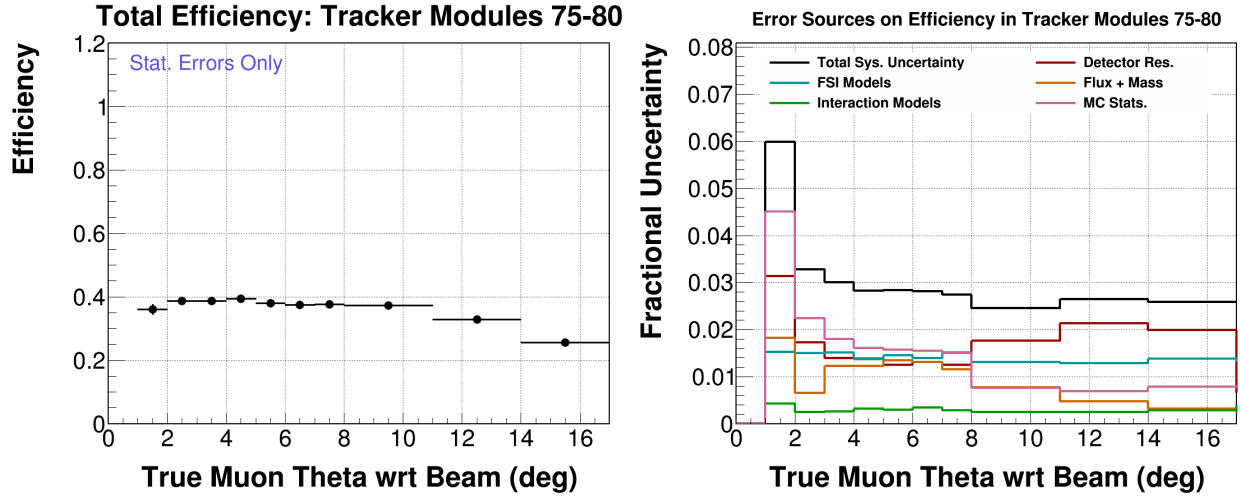 Total Efficiency: Tracker Modules 75-80
Efficiency
Stat. Errors Only
1.2
1
0.8
0.6
0.4
0.2
0
0 2 4 6 8 10 12 14 16
True Muon Theta wrt Beam (deg)
Error Sources on Efficiency in Tracker Modules 75-80
Fractional Uncertainty
Total Sys. Uncertainty
FSI Models
Interaction Models
Detector Res.
Flux + Mass
MC Stats.
0.08
0.07
0.06
0.05
0.04
0.03
0.02
0.01
0
0 2 4 6 8 10 12 14 16
True Muon Theta wrt Beam (deg)